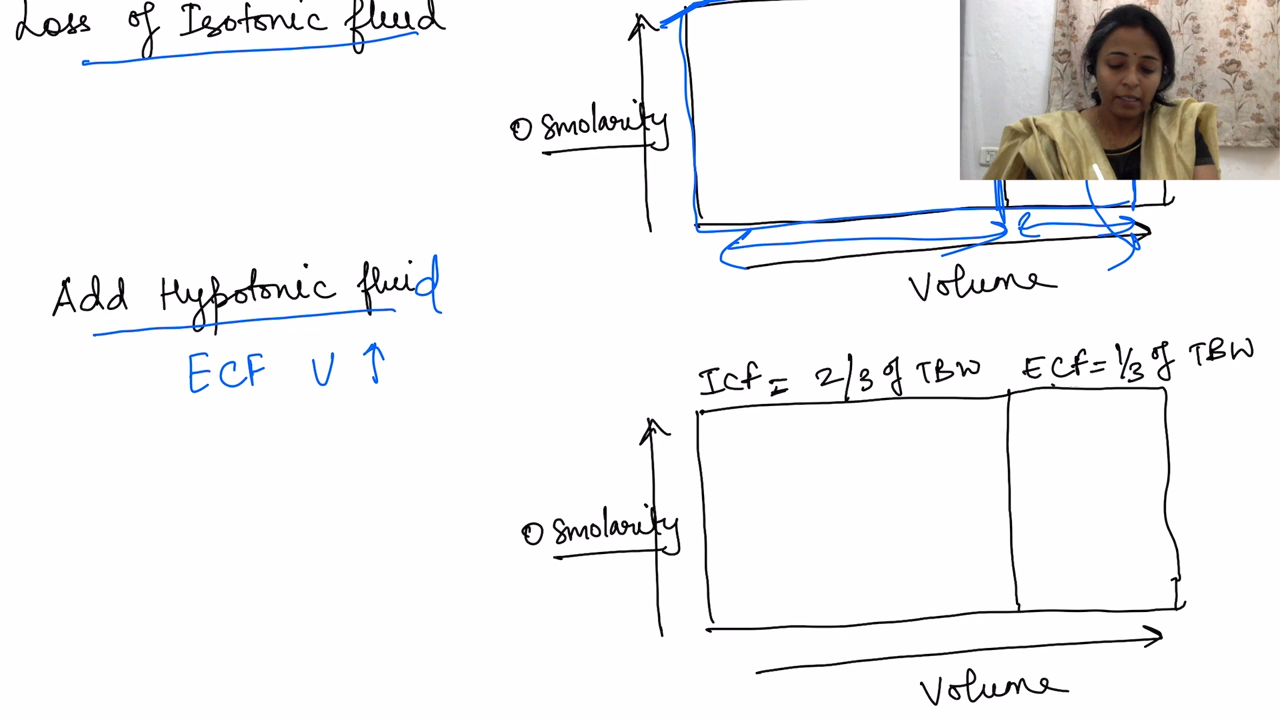 Loss of Isotonic fluid
Osmolarity
Volume
Add Hypotonic fluid
ECF V ↑
ICF = 2/3 of TBW
ECF = 1/3 of TBW
Osmolarity
Volume